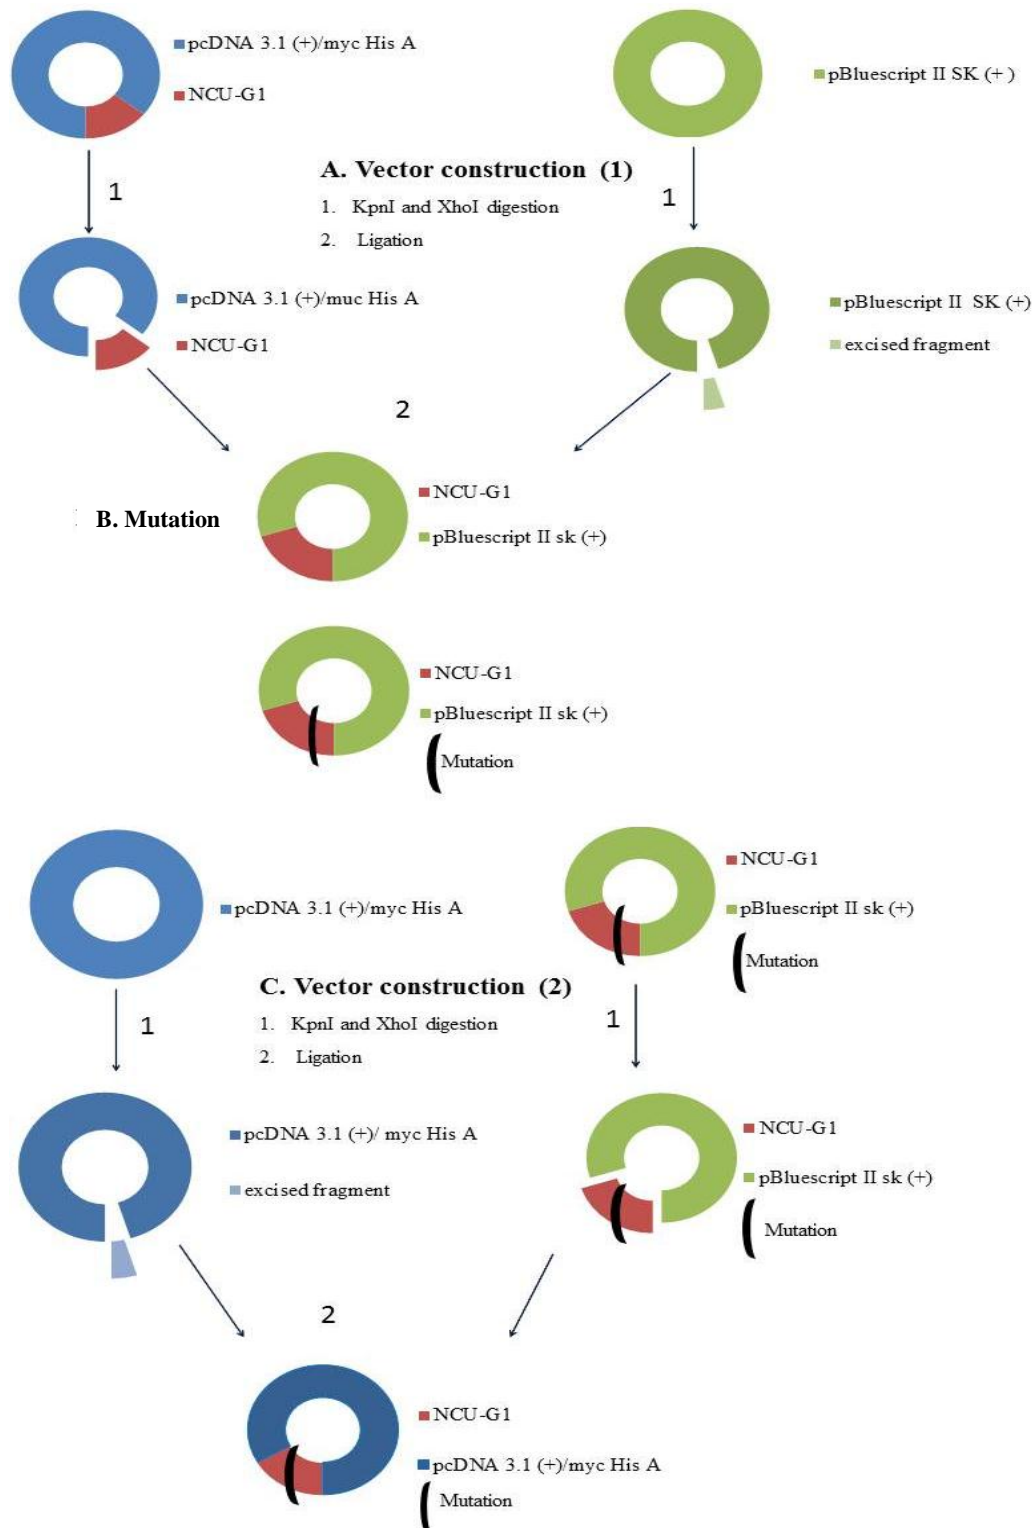 pcDNA 3.1 (+)/myc His A
NCU-G1
pBluescript II SK (+ )
A. Vector construction (1)
1. KpnI and XhoI digestion
2. Ligation
1
1
pcDNA 3.1 (+)/muc His A
NCU-G1
pBluescript II SK (+)
excised fragment
2
B. Mutation
NCU-G1
pBluescript II sk (+)
NCU-G1
pBluescript II sk (+)
Mutation
pcDNA 3.1 (+)/myc His A
NCU-G1
pBluescript II sk (+)
Mutation
C. Vector construction (2)
1. KpnI and XhoI digestion
2. Ligation
1
1
pcDNA 3.1 (+)/ myc His A
excised fragment
NCU-G1
pBluescript II sk (+)
Mutation
2
NCU-G1
pcDNA 3.1 (+)/myc His A
Mutation